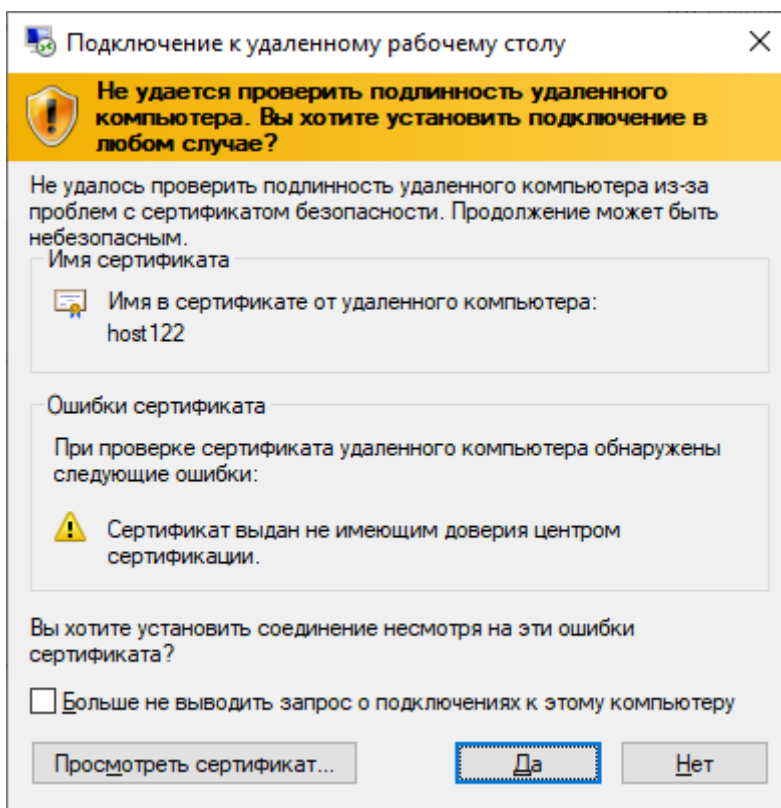 Подключение к удаленному рабочему столу
Не удается проверить подлинность удаленного
компьютера. Вы хотите установить подключение в
любом случае?
Не удалось проверить подлинность удаленного компьютера из-за
проблем с сертификатом безопасности. Продолжение может быть
небезопасным.
Имя сертификата
Имя в сертификате от удаленного компьютера:
host122
Ошибки сертификата
При проверке сертификата удаленного компьютера обнаружены
следующие ошибки:
Сертификат выдан не имеющим доверия центром
сертификации.
Вы хотите установить соединение несмотря на эти ошибки
сертификата?
Больше не выводить запрос о подключениях к этому компьютеру
Просмотреть сертификат... Да Нет